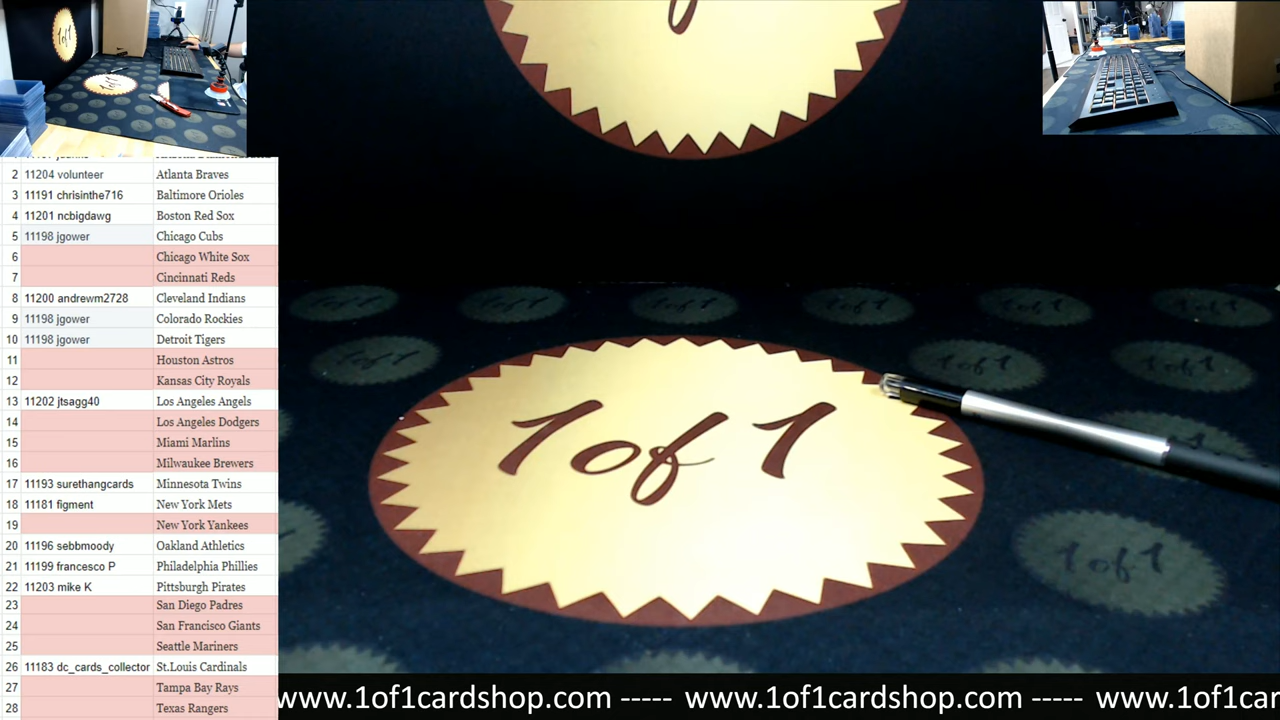 1of1
2 11204 volunteer Atlanta Braves
3 11191 chrisinthe716 Baltimore Orioles
4 11201 ncbigdawg Boston Red Sox
5 11198 jgower Chicago Cubs
6 Chicago White Sox
7 Cincinnati Reds
8 11200 andrewm2728 Cleveland Indians
9 11198 jgower Colorado Rockies
10 11198 jgower Detroit Tigers
11 Houston Astros
12 Kansas City Royals
13 11202 jtsagg40 Los Angeles Angels
14 Los Angeles Dodgers
15 Miami Marlins
16 Milwaukee Brewers
17 11193 surethangcards Minnesota Twins
18 11181 figment New York Mets
19 New York Yankees
20 11196 sebbmoody Oakland Athletics
21 11199 francesco P Philadelphia Phillies
22 11203 mike K Pittsburgh Pirates
23 San Diego Padres
24 San Francisco Giants
25 Seattle Mariners
26 11183 dc_cards_collector St.Louis Cardinals
27 Tampa Bay Rays
28 Texas Rangers
1of1
1of1
www.1of1cardshop.com ----- www.1of1cardshop.com ----- www.1of1car